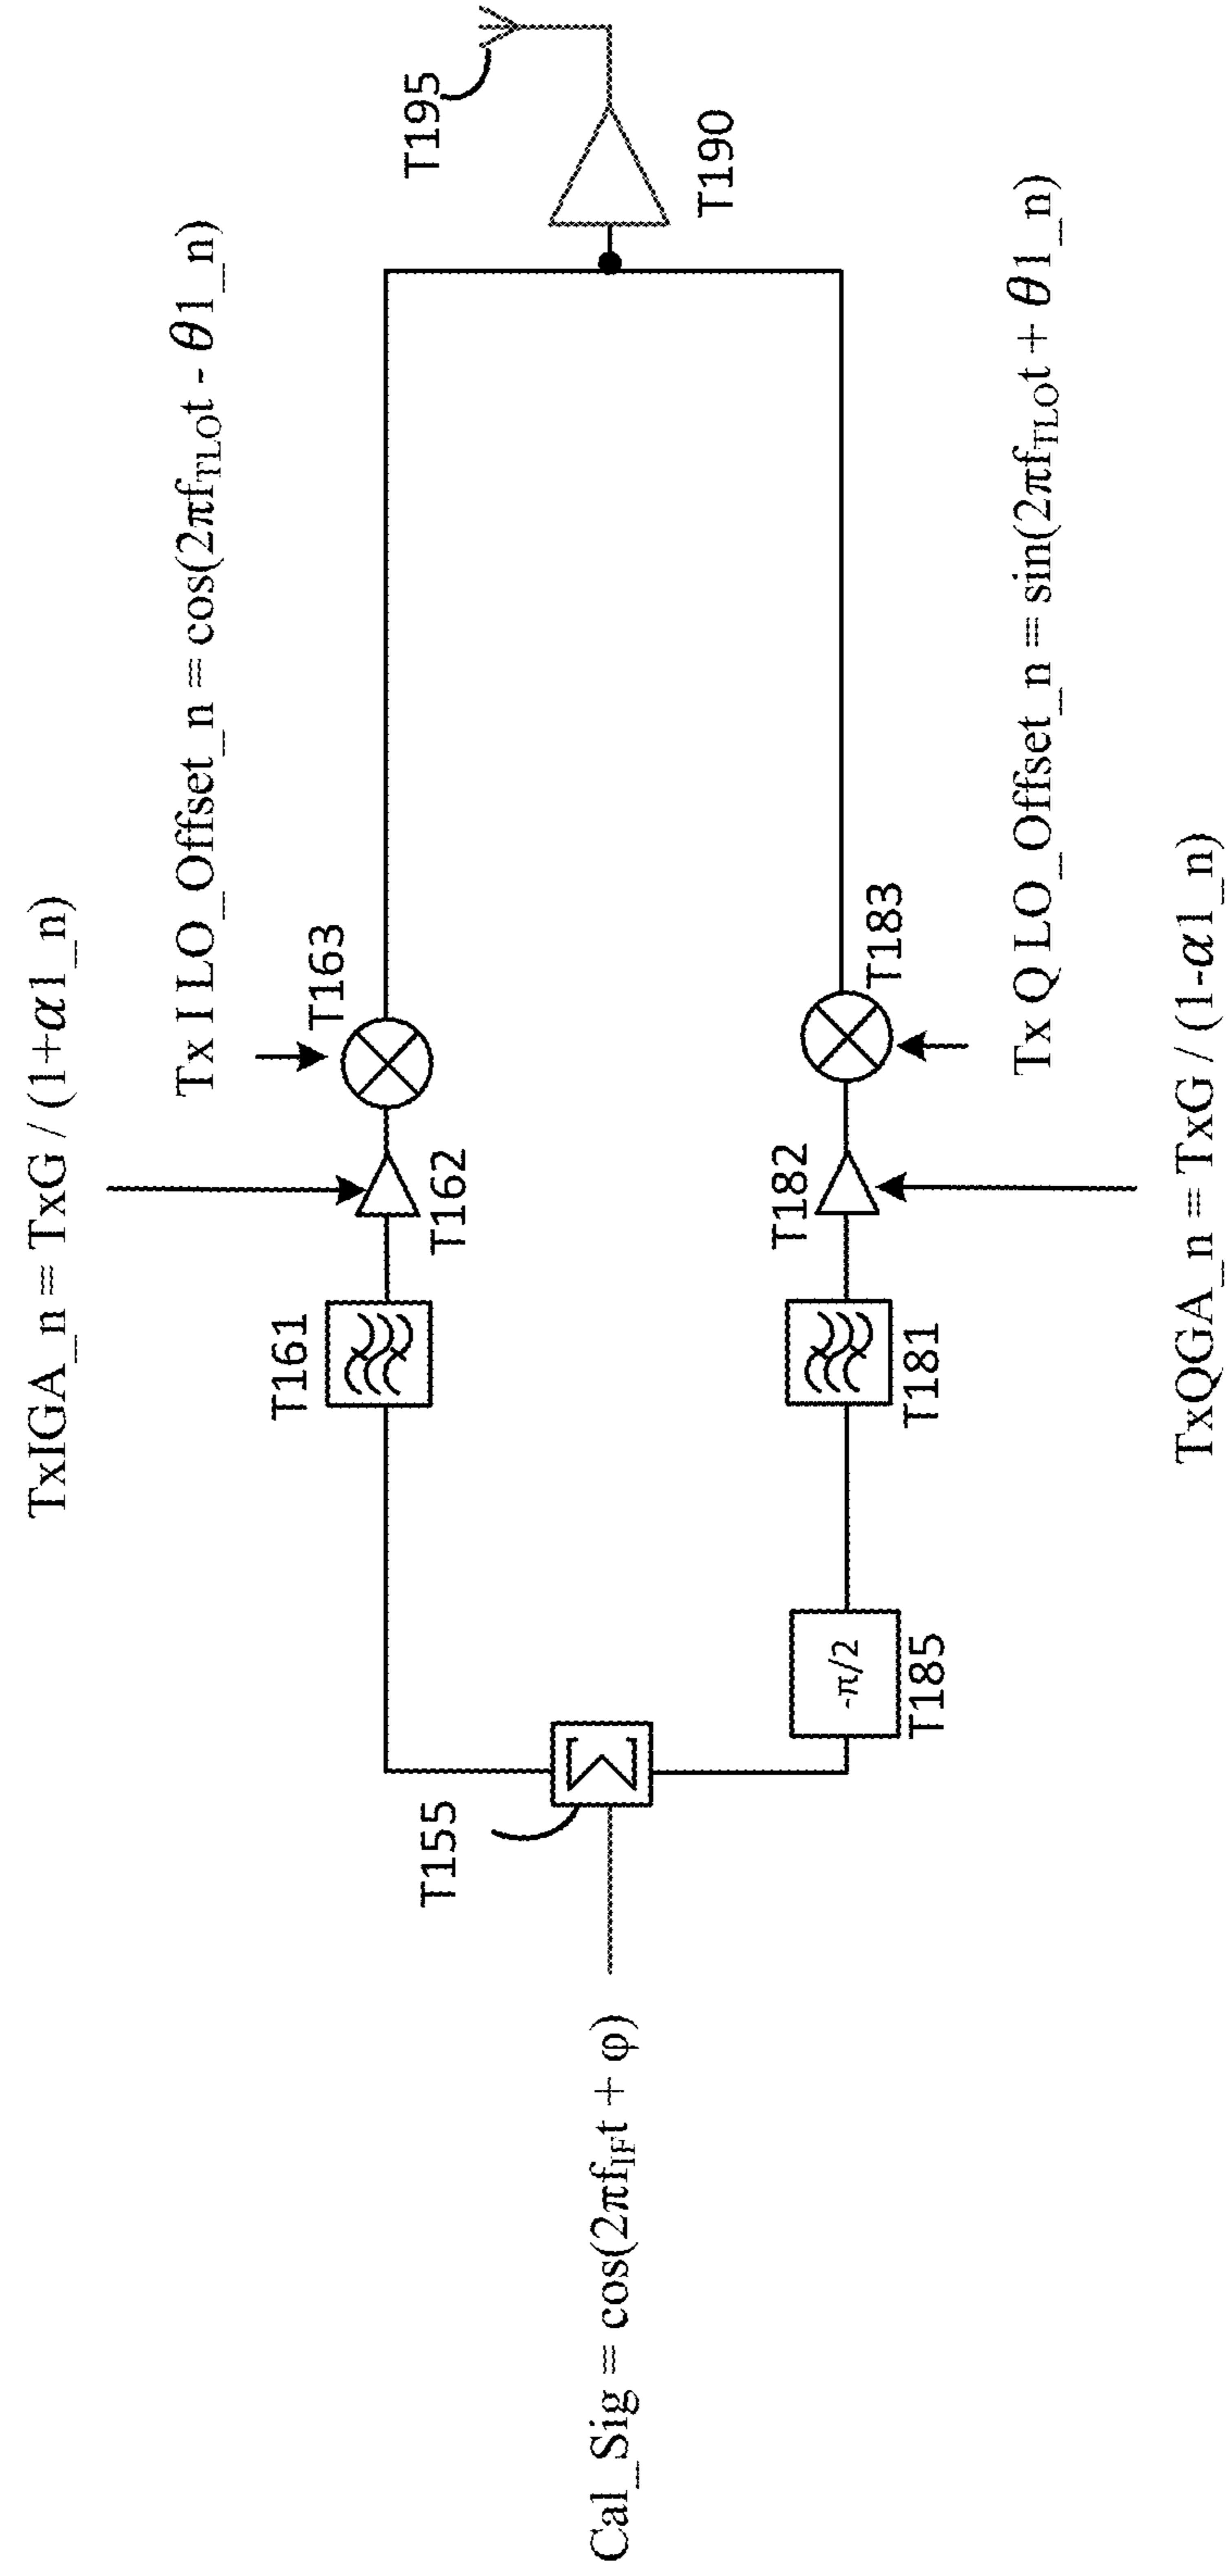 TxIGA_n = TxG / (1+α1_n)
Tx I LO_Offset_n = cos(2πf_TLOt - θ1_n)
T195
T163
T161
T162
T190
T155
Cal_Sig = cos(2πf_IFt + φ)
T182
T183
-π/2
T185
T181
Tx Q LO_Offset_n = sin(2πf_TLOt + θ1_n)
TxQGA_n = TxG / (1-α1_n)